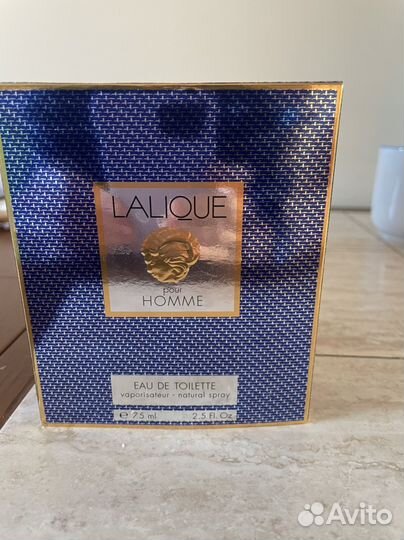 LALIQUE
pour
HOMME
EAU DE TOILETTE
vaporisateur - natural spray
℮ 75 ml 2.5 Fl. Oz.
Avito